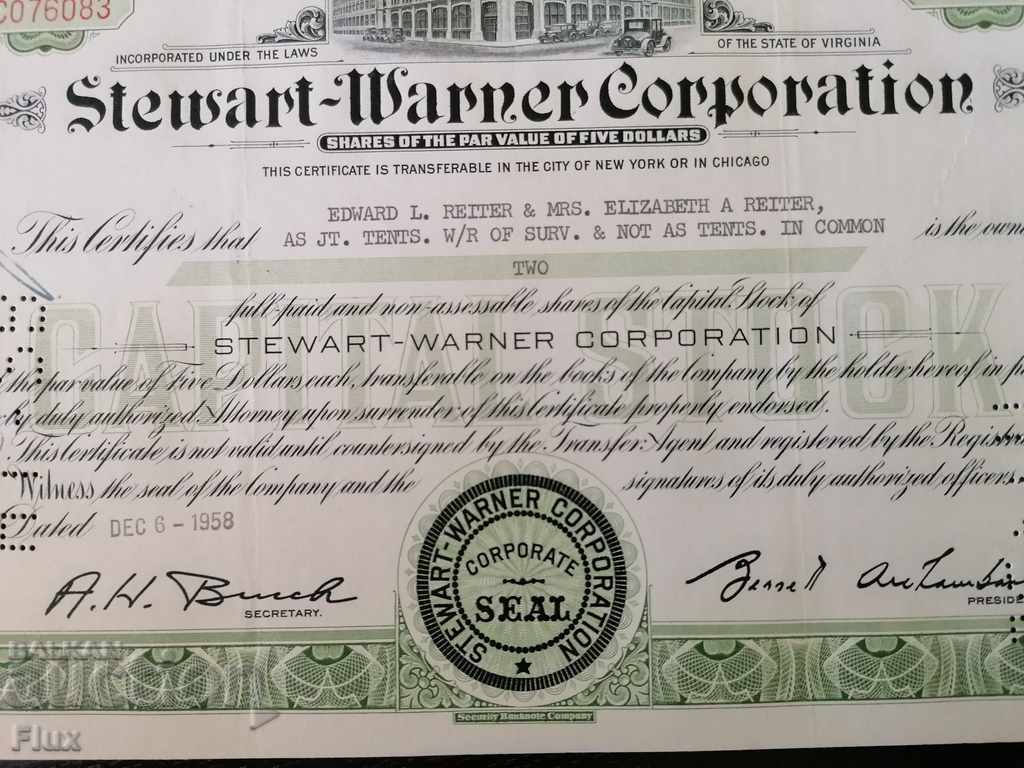 C076083
INCORPORATED UNDER THE LAWS
OF THE STATE OF VIRGINIA
Stewart-Warner Corporation
SHARES OF THE PAR VALUE OF FIVE DOLLARS
THIS CERTIFICATE IS TRANSFERABLE IN THE CITY OF NEW YORK OR IN CHICAGO
EDWARD L. REITER & MRS. ELIZABETH A REITER,
This Certifies that AS JT. TENTS. W/R OF SURV. & NOT AS TENTS. IN COMMON is the
TWO
CAPITAL STOCK
full-paid and non-assessable shares of the Capital Stock of
STEWART-WARNER CORPORATION
the par value of Five Dollars each, transferable on the books of the Company by the holder hereof in
duly authorized Attorney upon surrender of this Certificate properly endorsed.
This Certificate is not valid until countersigned by the Transfer Agent and registered by the
Witness the seal of the Company and the signatures of its duly authorized officers.
Dated DEC 6 - 1958
STEWART-WARNER CORPORATION
CORPORATE
SEAL
A. H.
SECRETARY.
Security Banknote Company
BALKAN
Flux